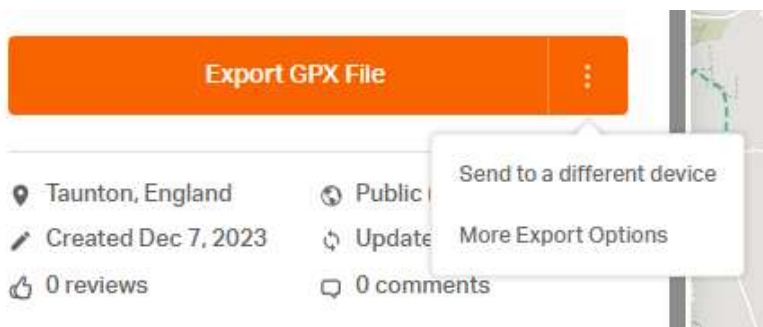 Export GPX File
Send to a different device
More Export Options
Taunton, England
Public
Created Dec 7, 2023
Update
0 reviews
0 comments